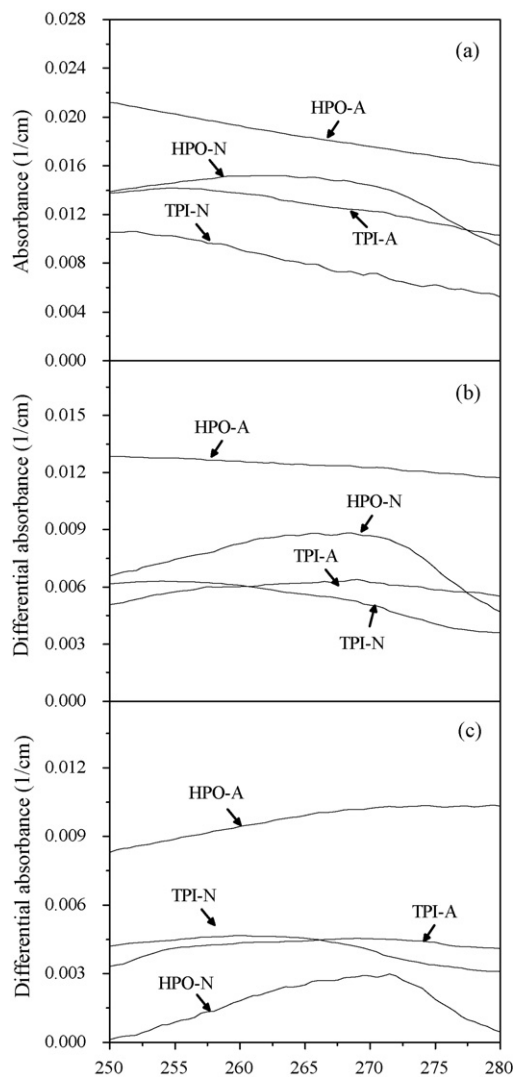 0.028
(a)
0.024
HPO-A
0.020
HPO-N
0.016
0.012
TPI-N
TPI-A
0.008
0.004
0.000
Absorbance (1/cm)
(b)
0.015
HPO-A
0.012
HPO-N
0.009
TPI-A
0.006
TPI-N
0.003
0.000
Differential absorbance (1/cm)
(c)
0.012
HPO-A
0.009
TPI-N
TPI-A
0.006
0.003
HPO-N
0.000
Differential absorbance (1/cm)
250 255 260 265 270 275 280